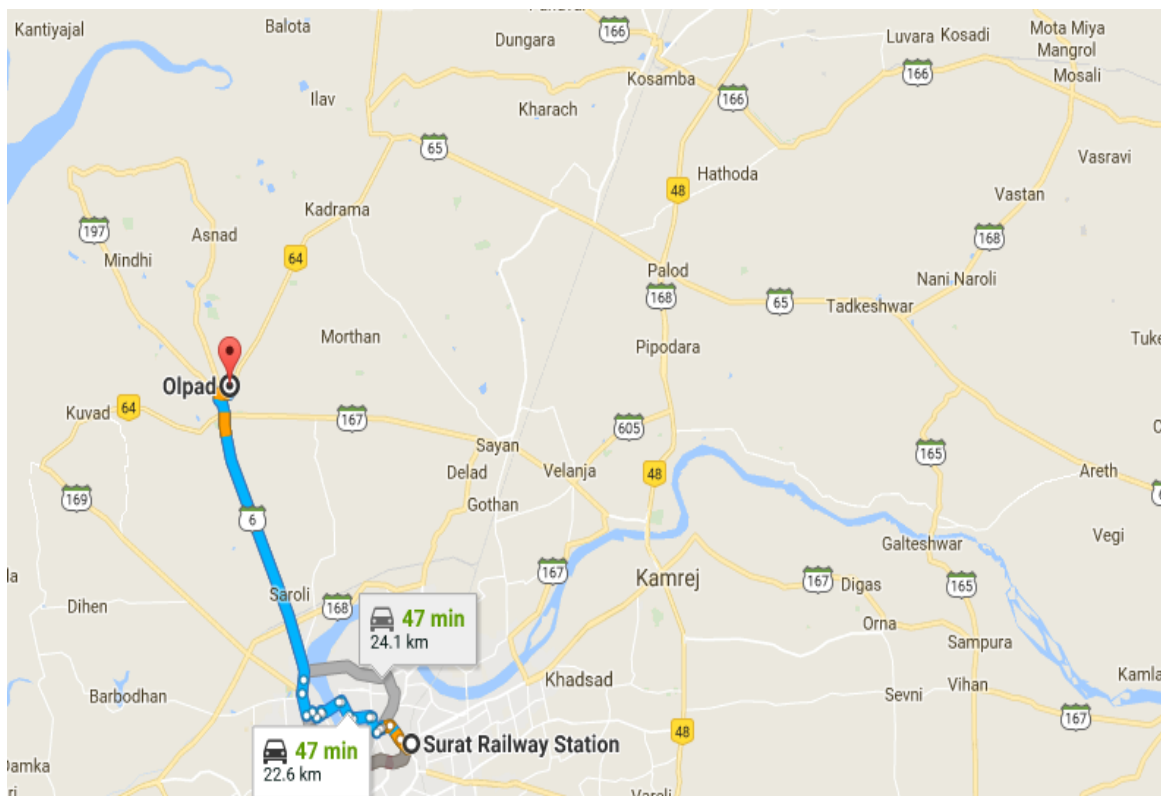 Kantiyajal
Balota
Dungara
166
Luvara Kosadi
Mota Miya
Mangrol
Mosali
Kosamba
166
166
Ilav
Kharach
65
Vasravi
Hathoda
48
Vastan
Kadrama
197
Asnad
168
Mindhi
64
Palod
Nani Naroli
168
65
Tadkeshwar
Morthan
Pipodara
Tuke
Olpad
Kuvad
64
167
605
Sayan
165
Delad
Velanja
48
Areth
169
Gothan
6
Vegi
Galteshwar
167
Kamrej
167
Digas
165
Saroli
Dihen
168
47 min
24.1 km
Orna
Sampura
Khadsad
Kamla
Barbodhan
Sevni
Vihan
167
48
Surat Railway Station
47 min
22.6 km
Damka
Varoli